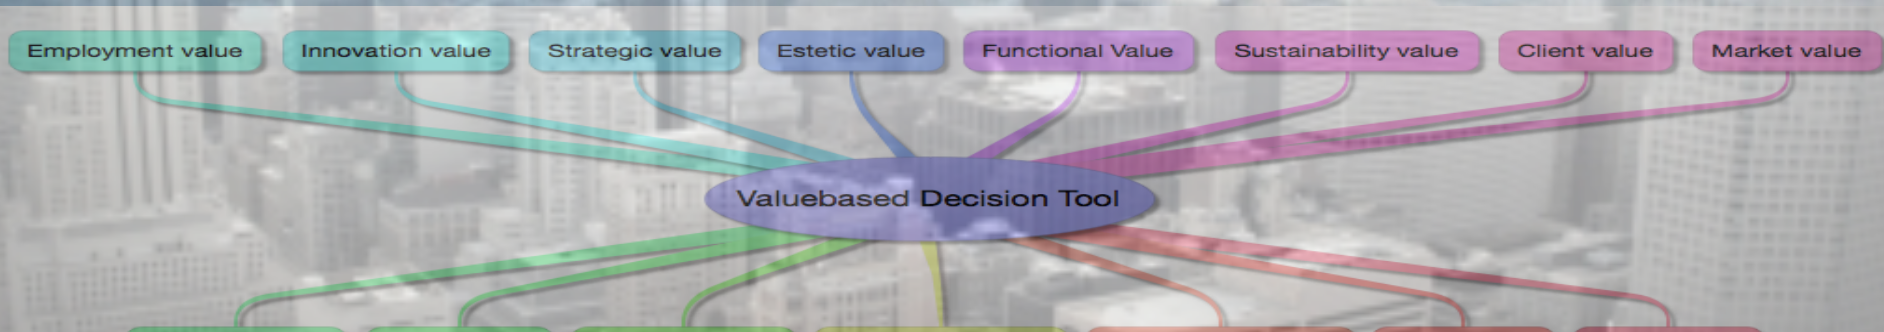 Employment value
Innovation value
Strategic value
Estetic value
Functional Value
Sustainability value
Client value
Market value
Valuebased Decision Tool